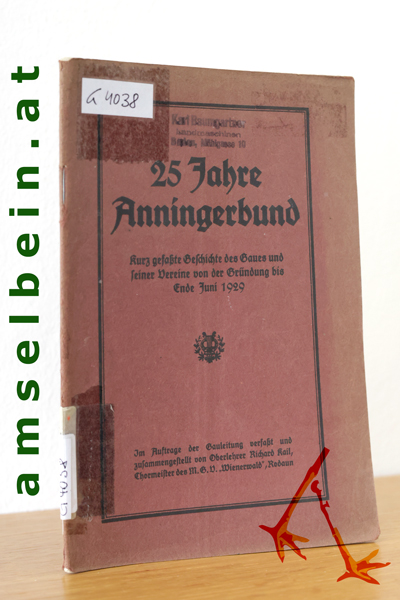 amselbein.at
G 4038
Karl Baumgartner
25 Jahre
Anningerbund
Kurz gefaßte Geschichte des Gaues und
seiner Vereine von der Gründung bis
Ende Juni 1929
Im Auftrage der Gauleitung verfaßt und
zusammengestellt von Oberlehrer Richard Kail,
Chormeister des M.G.V. „Wienerwald“, Rodaun
G 4038